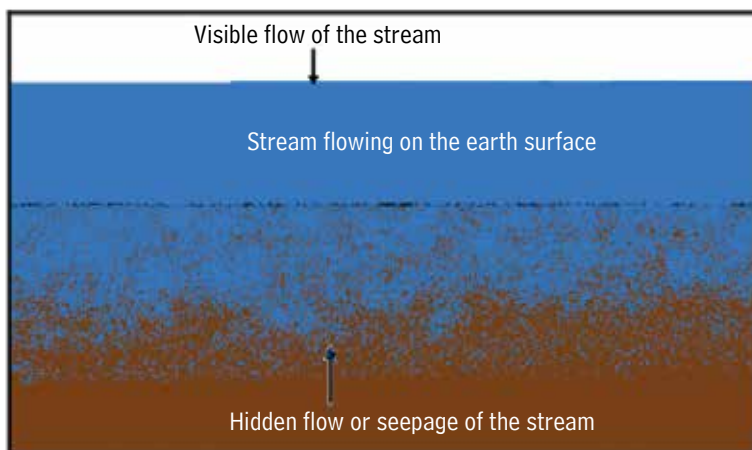 Visible flow of the stream
Stream flowing on the earth surface
Hidden flow or seepage of the stream